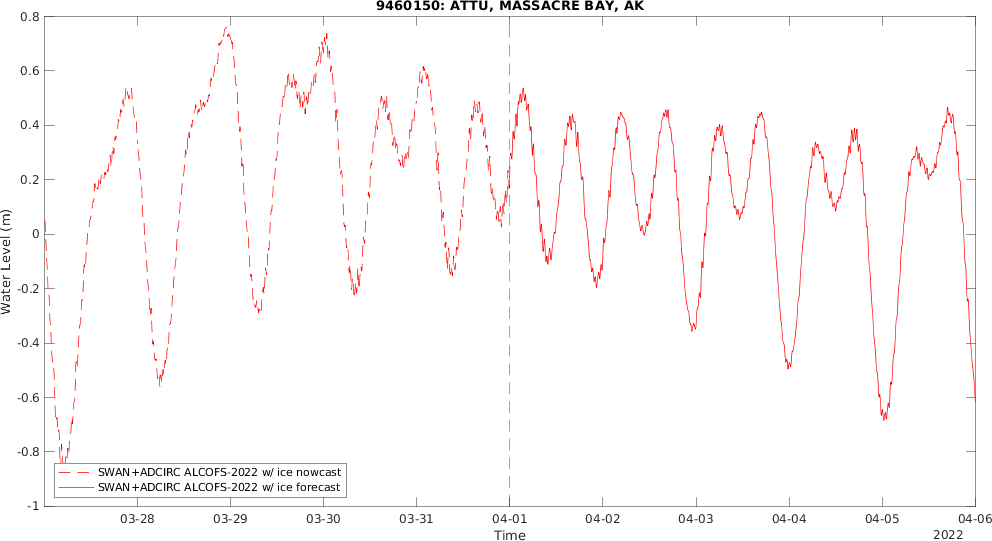 9460150: ATTU, MASSACRE BAY, AK
0.8
0.6
0.4
0.2
0
-0.2
-0.4
-0.6
-0.8
-1
Water Level (m)
SWAN+ADCIRC ALCOFS-2022 w/ ice nowcast
SWAN+ADCIRC ALCOFS-2022 w/ ice forecast
03-28 03-29 03-30 03-31 04-01 04-02 04-03 04-04 04-05 04-06
Time
2022